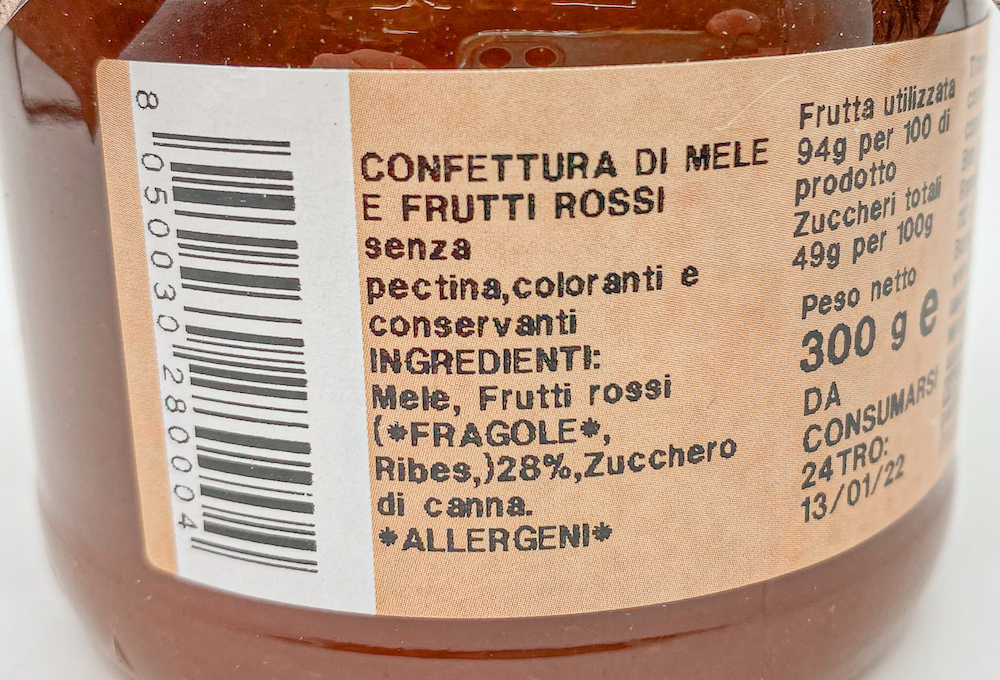 8 050030 280004
CONFETTURA DI MELE
E FRUTTI ROSSI
senza
pectina,coloranti e
conservanti
INGREDIENTI:
Mele, Frutti rossi
(*FRAGOLE*,
Ribes,)28%,Zucchero
di canna.
*ALLERGENI*
Frutta utilizzata
94g per 100 di
prodotto
Zuccheri totali
49g per 100g
Peso netto
300 g e
DA
CONSUMARSI
24TRO:
13/01/22